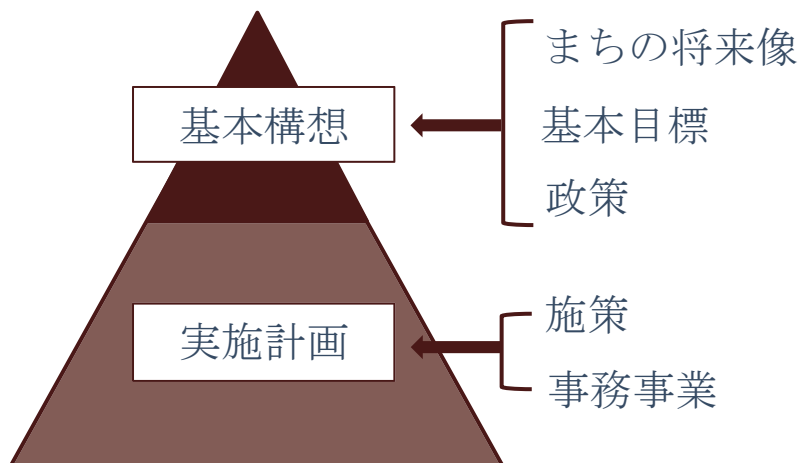 まちの将来像
基本構想
基本目標
政策
施策
実施計画
事務事業